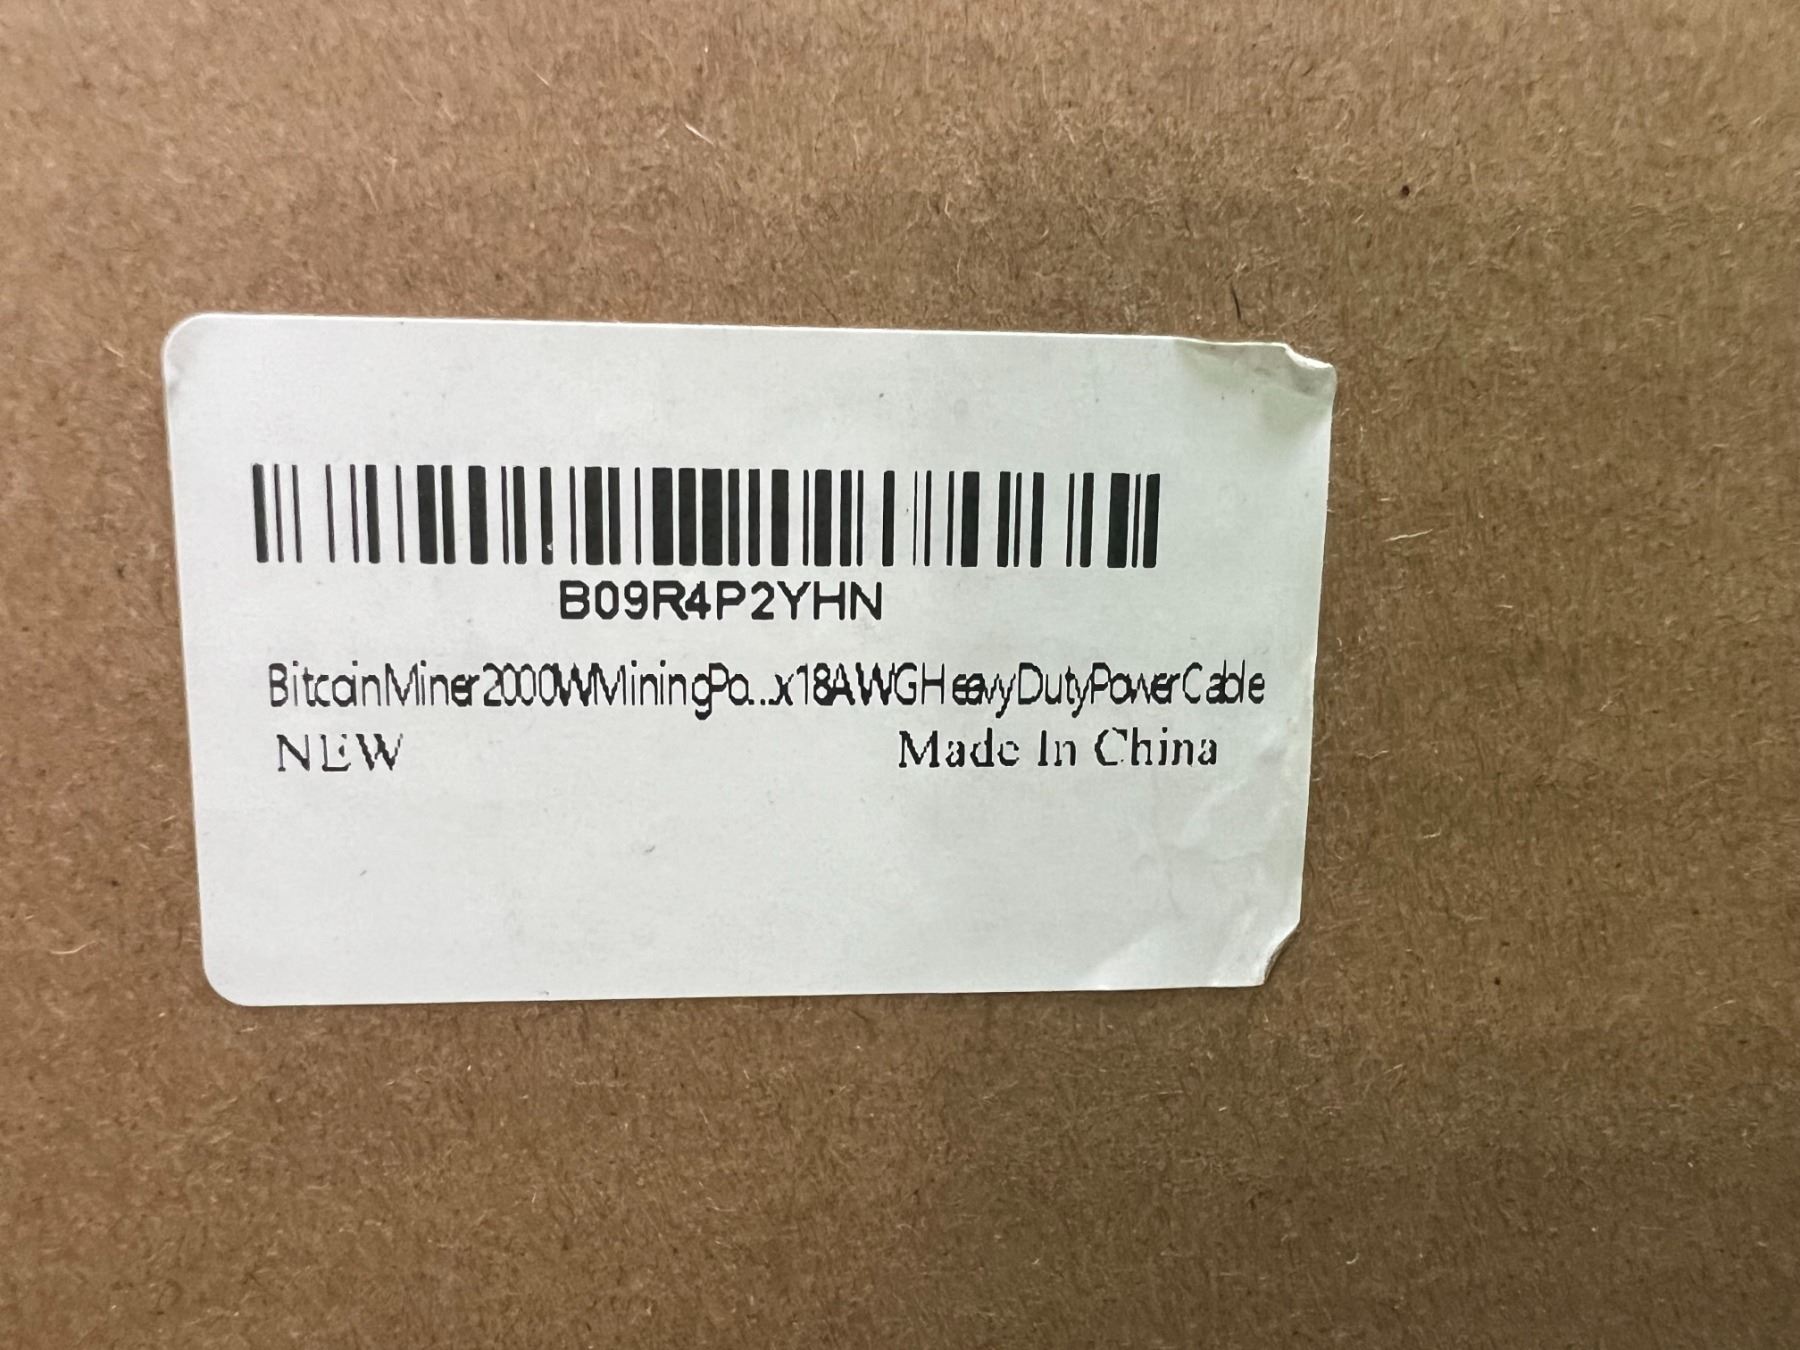 B09R4P2YHN
BitcoinMiner2000WMiningPo...x18AWGHeavyDutyPowerCable
NEW Made In China